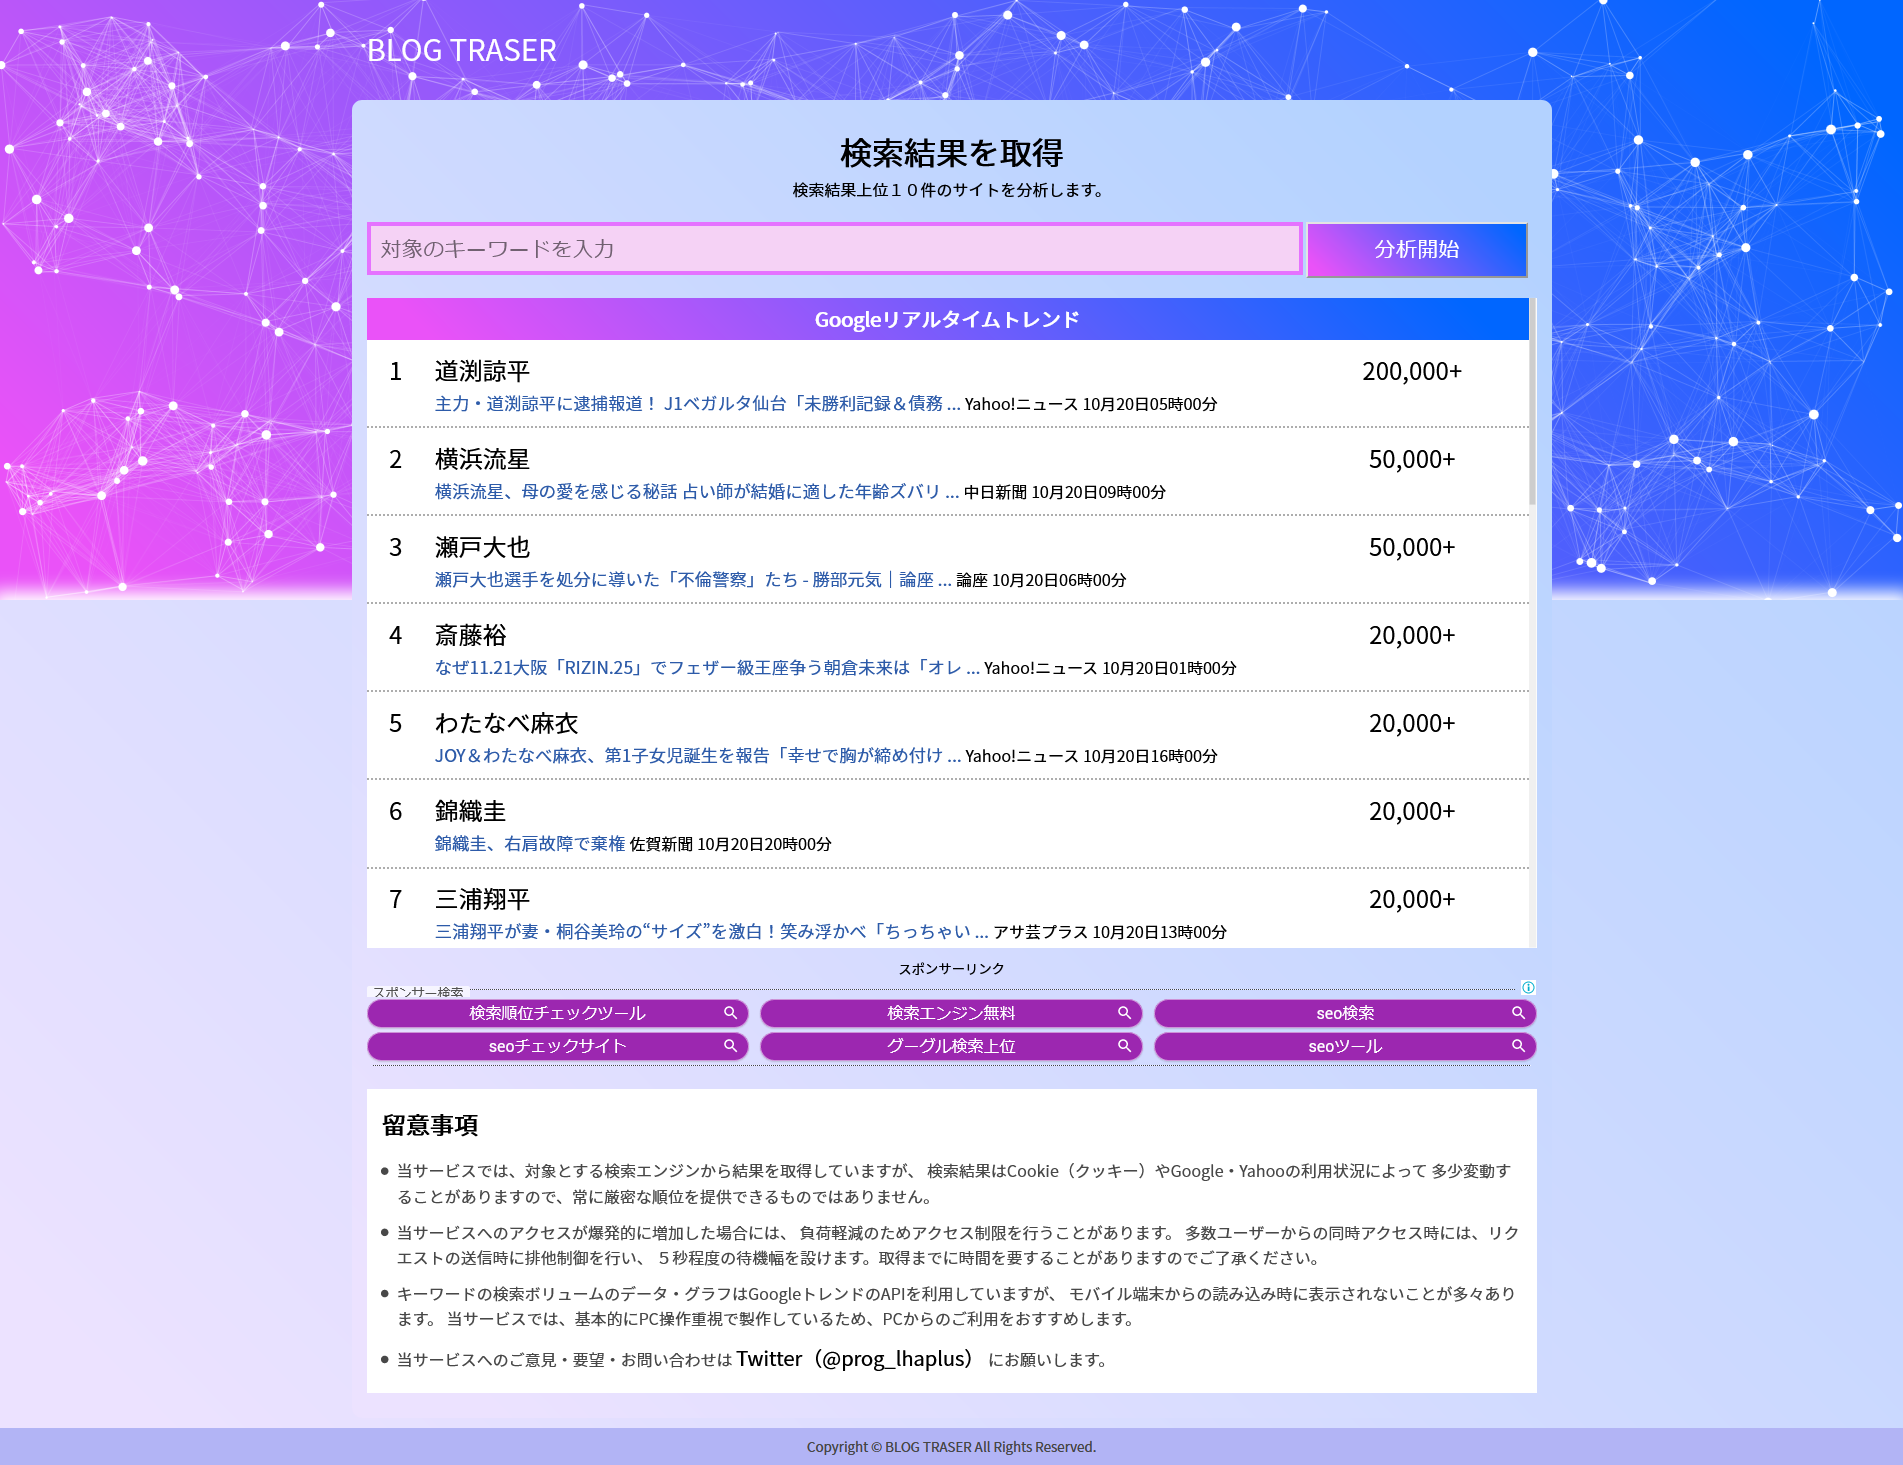 BLOG TRASER
検索結果を取得
検索結果上位１０件のサイトを分析します。
対象のキーワードを入力
分析開始
Googleリアルタイムトレンド
1 道渕諒平 200,000+
主力・道渕諒平に逮捕報道！ J1ベガルタ仙台「未勝利記録＆債務 ... Yahoo!ニュース 10月20日05時00分
2 横浜流星 50,000+
横浜流星、母の愛を感じる秘話 占い師が結婚に適した年齢ズバリ ... 中日新聞 10月20日09時00分
3 瀬戸大也 50,000+
瀬戸大也選手を処分に導いた「不倫警察」たち - 勝部元気｜論座 ... 論座 10月20日06時00分
4 斎藤裕 20,000+
なぜ11.21大阪「RIZIN.25」でフェザー級王座争う朝倉未来は「オレ ... Yahoo!ニュース 10月20日01時00分
5 わたなべ麻衣 20,000+
JOY＆わたなべ麻衣、第1子女児誕生を報告「幸せで胸が締め付け ... Yahoo!ニュース 10月20日16時00分
6 錦織圭 20,000+
錦織圭、右肩故障で棄権 佐賀新聞 10月20日20時00分
7 三浦翔平 20,000+
三浦翔平が妻・桐谷美玲の“サイズ”を激白！笑み浮かべ「ちっちゃい ... アサ芸プラス 10月20日13時00分
スポンサーリンク
スポンサー検索
検索順位チェックツール 検索エンジン無料 seo検索
seoチェックサイト グーグル検索上位 seoツール
留意事項
● 当サービスでは、対象とする検索エンジンから結果を取得していますが、 検索結果はCookie（クッキー）やGoogle・Yahooの利用状況によって 多少変動す
ることがありますので、常に厳密な順位を提供できるものではありません。
● 当サービスへのアクセスが爆発的に増加した場合には、 負荷軽減のためアクセス制限を行うことがあります。 多数ユーザーからの同時アクセス時には、リク
エストの送信時に排他制御を行い、 ５秒程度の待機幅を設けます。取得までに時間を要することがありますのでご了承ください。
● キーワードの検索ボリュームのデータ・グラフはGoogleトレンドのAPIを利用していますが、 モバイル端末からの読み込み時に表示されないことが多々あり
ます。 当サービスでは、基本的にPC操作重視で製作しているため、PCからのご利用をおすすめします。
● 当サービスへのご意見・要望・お問い合わせは Twitter（@prog_lhaplus） にお願いします。
Copyright © BLOG TRASER All Rights Reserved.